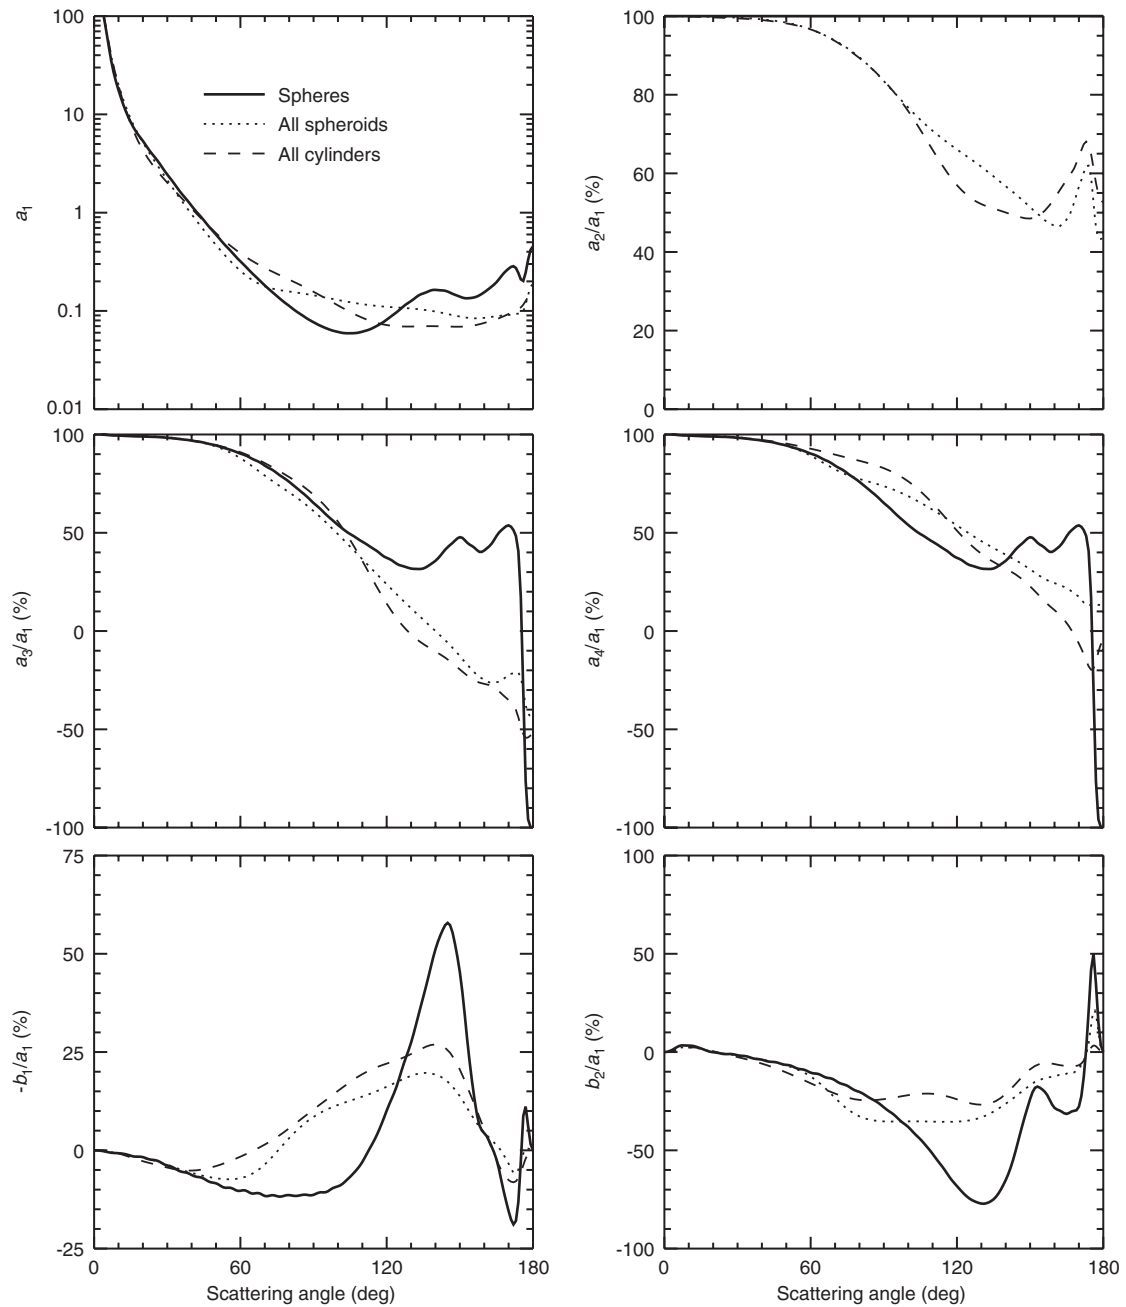 100
10
1
0.1
0.01
a1
Spheres
All spheroids
All cylinders
100
80
60
40
20
0
a2/a1 (%)
100
50
0
-50
-100
a3/a1 (%)
100
50
0
-50
-100
a4/a1 (%)
75
50
25
0
-25
-b1/a1 (%)
0 60 120 180
Scattering angle (deg)
100
50
0
-50
-100
b2/a1 (%)
0 60 120 180
Scattering angle (deg)